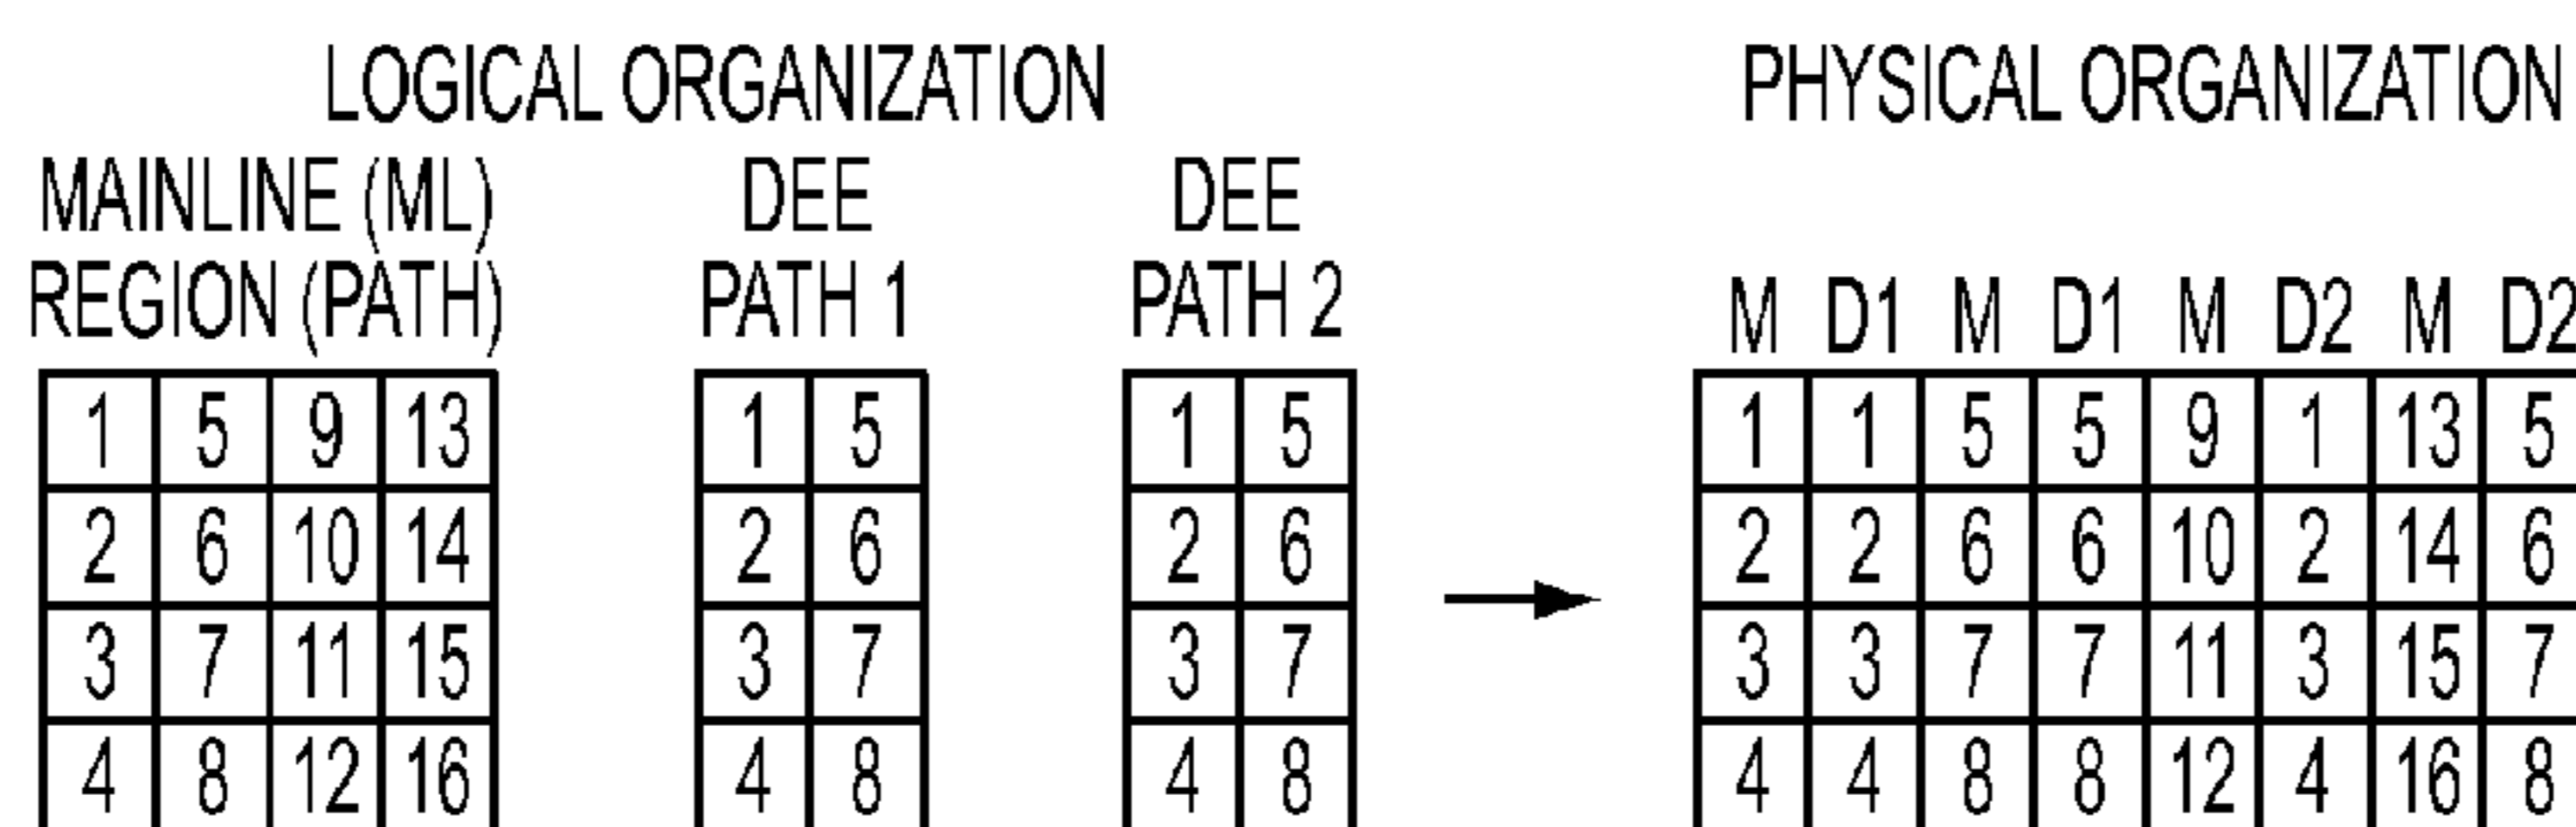 LOGICAL ORGANIZATION PHYSICAL ORGANIZATION
MAINLINE (ML) DEE DEE
REGION (PATH) PATH 1 PATH 2 M D1 M D1 M D2 M D2
1 5 9 13 1 5 1 5 1 1 5 5 9 1 13 5
2 6 10 14 2 6 2 6 2 2 6 6 10 2 14 6
3 7 11 15 3 7 3 7 3 3 7 7 11 3 15 7
4 8 12 16 4 8 4 8 4 4 8 8 12 4 16 8